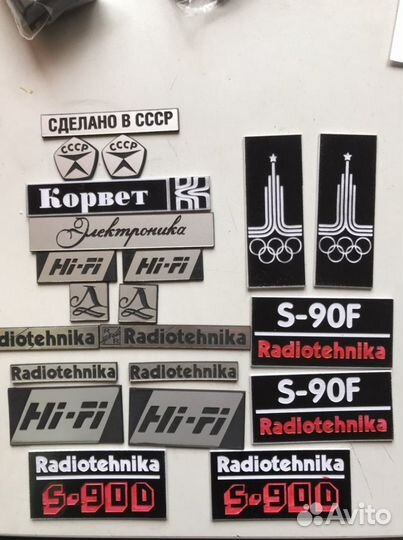 СДЕЛАНО В СССР
СССР СССР
Корвет
Электроника
Hi-Fi Hi-Fi
Л Л
S-90F
Radiotehnika
adiotehnika Radiotehnika
Radiotehnika Radiotehnika
S-90F
Radiotehnika
Hi-Fi Hi-Fi
Radiotehnika
S-90D
Radiotehnika
S-90D
Avito